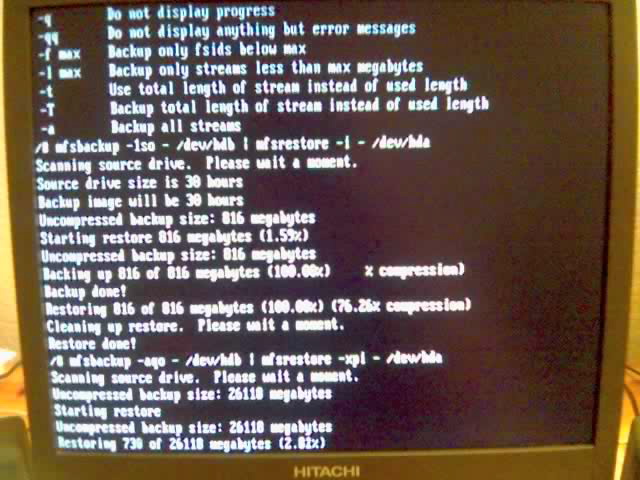 -q Do not display progress
-qq Do not display anything but error messages
-f max Backup only fsids below max
-l max Backup only streams less than max megabytes
-t Use total length of stream instead of used length
-T Backup total length of stream instead of used length
-a Backup all streams
/0 mfsbackup -1so - /dev/hdb | mfsrestore -i - /dev/hda
Scanning source drive. Please wait a moment.
Source drive size is 30 hours
Backup image will be 30 hours
Uncompressed backup size: 816 megabytes
Starting restore 816 megabytes (1.59%)
Uncompressed backup size: 816 megabytes
Backing up 816 of 816 megabytes (100.00%) % compression)
Backup done!
Restoring 816 of 816 megabytes (100.00%) (76.26% compression)
Cleaning up restore. Please wait a moment.
Restore done!
/0 mfsbackup -aqo - /dev/hdb | mfsrestore -xpi - /dev/hda
Scanning source drive. Please wait a moment.
Uncompressed backup size: 26110 megabytes
Starting restore
Uncompressed backup size: 26110 megabytes
Restoring 730 of 26110 megabytes (2.82%)
HITACHI